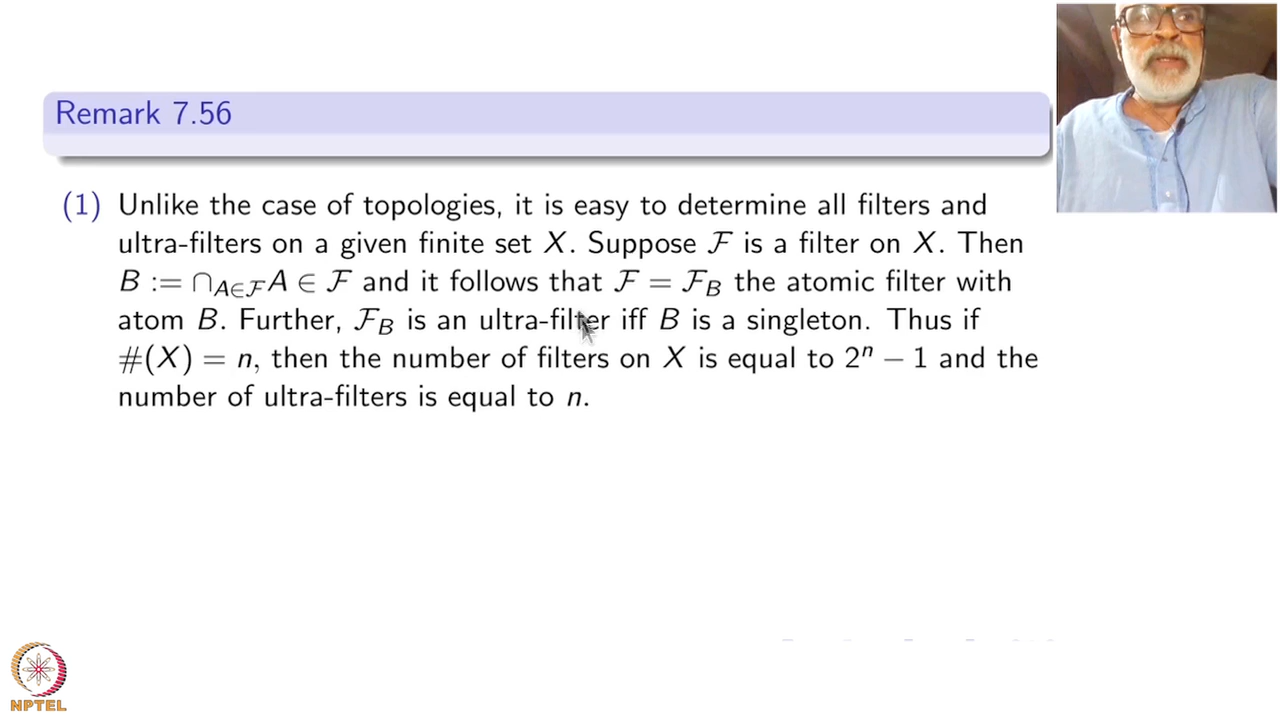 Remark 7.56
(1) Unlike the case of topologies, it is easy to determine all filters and
ultra-filters on a given finite set X. Suppose ℱ is a filter on X. Then
B := ∩_{A∈ℱ}A ∈ ℱ and it follows that ℱ = ℱ_B the atomic filter with
atom B. Further, ℱ_B is an ultra-filter iff B is a singleton. Thus if
#(X) = n, then the number of filters on X is equal to 2ⁿ − 1 and the
number of ultra-filters is equal to n.
NPTEL